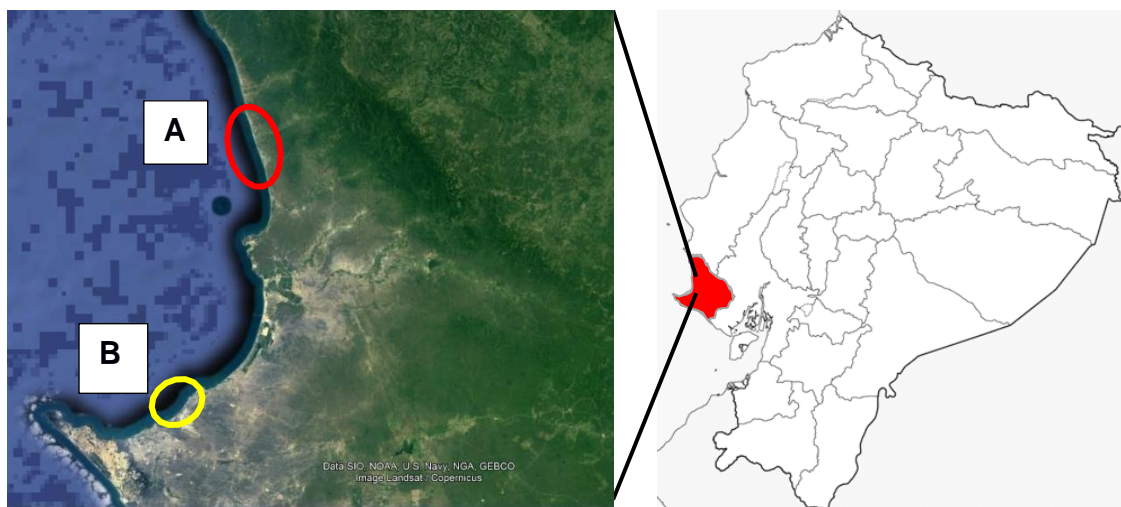 A
B
Data SIO, NOAA, U.S. Navy, NGA, GEBCO
Image Landsat / Copernicus